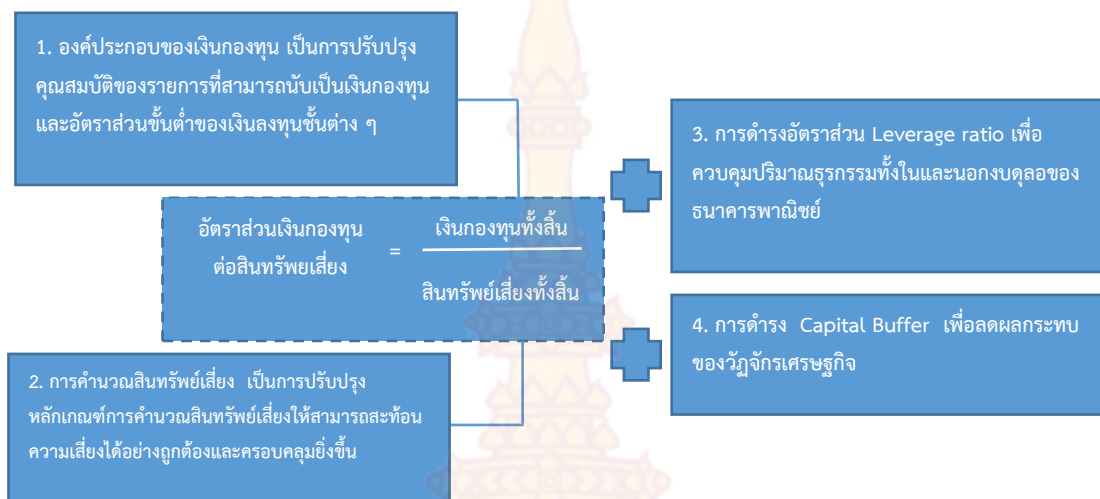 1. องค์ประกอบของเงินกองทุน เป็นการปรับปรุง
คุณสมบัติของรายการที่สามารถนับเป็นเงินกองทุน
และอัตราส่วนขั้นต่ำของเงินลงทุนชั้นต่าง ๆ
อัตราส่วนเงินกองทุน
ต่อสินทรัพยเสี่ยง
=
เงินกองทุนทั้งสิ้น
สินทรัพย์เสี่ยงทั้งสิ้น
2. การคำนวณสินทรัพย์เสี่ยง เป็นการปรับปรุง
หลักเกณฑ์การคำนวณสินทรัพย์เสี่ยงให้สามารถสะท้อน
ความเสี่ยงได้อย่างถูกต้องและครอบคลุมยิ่งขึ้น
3. การดำรงอัตราส่วน Leverage ratio เพื่อ
ควบคุมปริมาณธุรกรรมทั้งในและนอกงบดุลอของ
ธนาคารพาณิชย์
4. การดำรง Capital Buffer เพื่อลดผลกระทบ
ของวัฏจักรเศรษฐกิจ